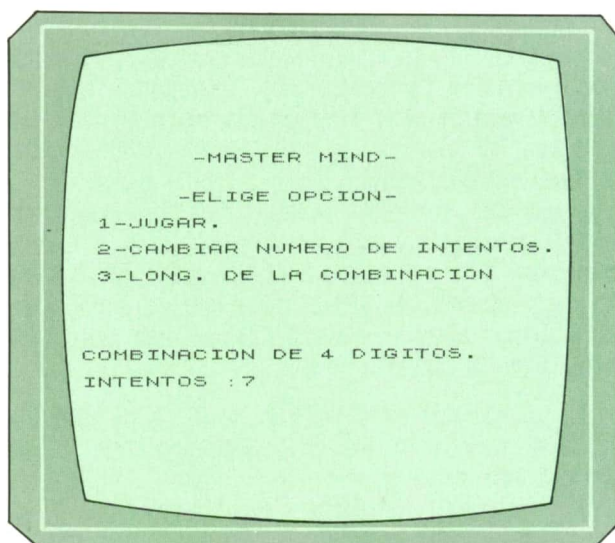 -MASTER MIND-
-ELIGE OPCION-
1-JUGAR.
2-CAMBIAR NUMERO DE INTENTOS.
3-LONG. DE LA COMBINACION
COMBINACION DE 4 DIGITOS.
INTENTOS :7